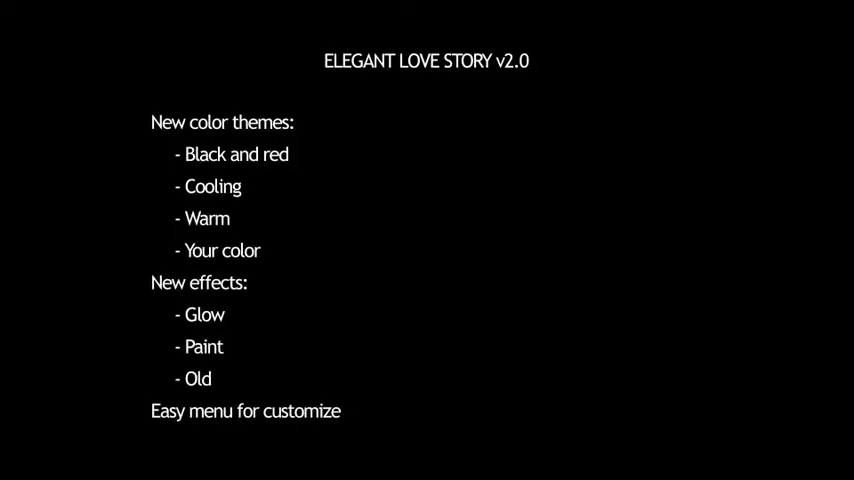 ELEGANT LOVE STORY v2.0
New color themes:
- Black and red
- Cooling
- Warm
- Your color
New effects:
- Glow
- Paint
- Old
Easy menu for customize